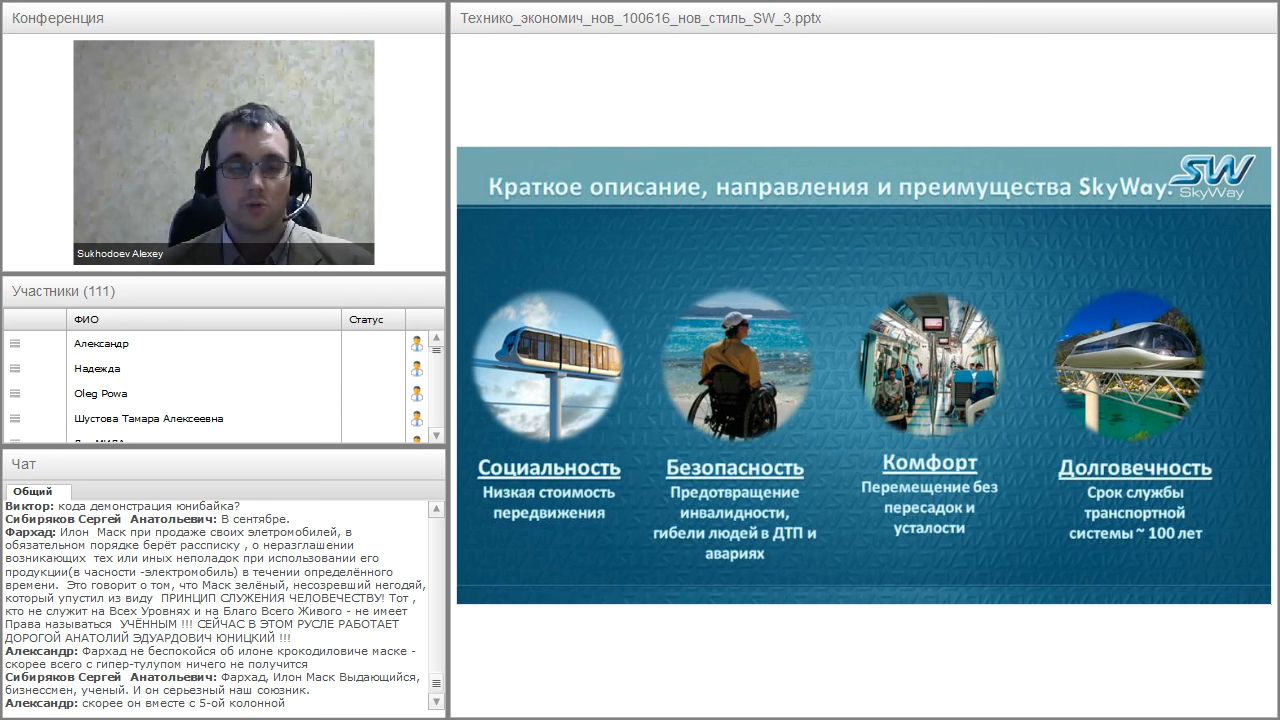 Конференция
Sukhodoev Alexey
Участники (111)
ФИО
Статус
Александр
Надежда
Oleg Powa
Шустова Тамара Алексеевна
Чат
Общий
Виктор: кода демонстрация юнибайка?
Сибиряков Сергей Анатольевич: В сентябре.
Фархад: Илон Маск при продаже своих элетромобилей, в
обязательном порядке берёт рассписку , о неразглашении
возникающих тех или иных неполадок при использовании его
продукции(в часности -электромобиль) в течении определённого
времени. Это говорит о том, что Маск зелёный, несозревший негодяй,
который упустил из виду ПРИНЦИП СЛУЖЕНИЯ ЧЕЛОВЕЧЕСТВУ! Тот ,
кто не служит на Всех Уровнях и на Благо Всего Живого - не имеет
Права называться УЧЁННЫМ !!! СЕЙЧАС В ЭТОМ РУСЛЕ РАБОТАЕТ
ДОРОГОЙ АНАТОЛИЙ ЭДУАРДОВИЧ ЮНИЦКИЙ !!!
Александр: Фархад не беспокойся об илоне крокодиловиче маске -
скорее всего с гипер-тулупом ничего не получится
Сибиряков Сергей Анатольевич: Фархад, Илон Маск Выдающийся,
бизнессмен, ученый. И он серьезный наш союзник.
Александр: скорее он вместе с 5-ой колонной
Технико_экономич_нов_100616_нов_стиль_SW_3.pptx
Краткое описание, направления и преимущества SkyWay.
SW
SkyWay
Социальность
Низкая стоимость
передвижения
Безопасность
Предотвращение
инвалидности,
гибели людей в ДТП и
авариях
Комфорт
Перемещение без
пересадок и
усталости
Долговечность
Срок службы
транспортной
системы ~ 100 лет